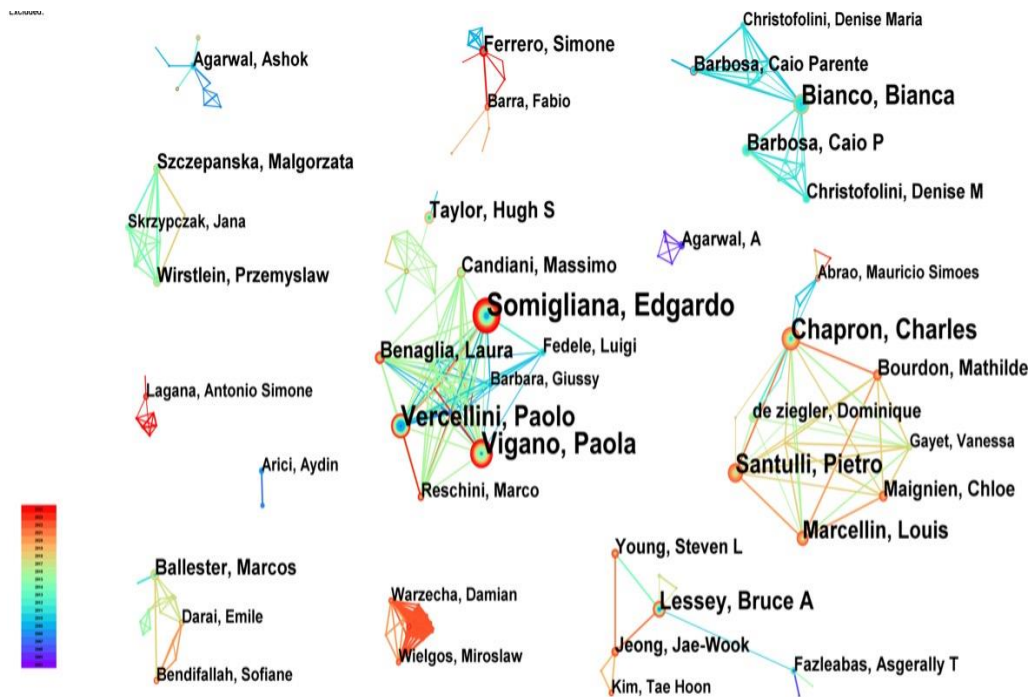 Excluded:
Christofolini, Denise Maria
Agarwal, Ashok
Ferrero, Simone
Barbosa, Caio Parente
Barra, Fabio
Bianco, Bianca
Barbosa, Caio P
Szczepanska, Malgorzata
Christofolini, Denise M
Taylor, Hugh S
Skrzypczak, Jana
Agarwal, A
Candiani, Massimo
Abrao, Mauricio Simoes
Wirstlein, Przemyslaw
Somigliana, Edgardo
Chapron, Charles
Benaglia, Laura
Fedele, Luigi
Bourdon, Mathilde
Barbara, Giussy
Lagana, Antonio Simone
de ziegler, Dominique
Vercellini, Paolo
Vigano, Paola
Gayet, Vanessa
Santulli, Pietro
Arici, Aydin
Reschini, Marco
Maignien, Chloe
Marcellin, Louis
Young, Steven L
Ballester, Marcos
Warzecha, Damian
Lessey, Bruce A
Darai, Emile
Wielgos, Miroslaw
Jeong, Jae-Wook
Bendifallah, Sofiane
Fazleabas, Asgerally T
Kim, Tae Hoon